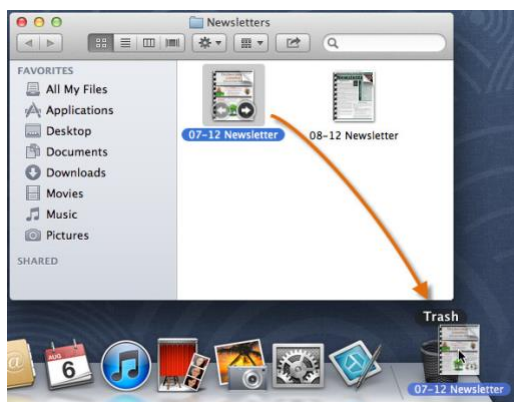 Newsletters
FAVORITES
All My Files
Applications
Desktop
Documents
Downloads
Movies
Music
Pictures
SHARED
07-12 Newsletter
08-12 Newsletter
Trash
AUG
6
07-12 Newsletter